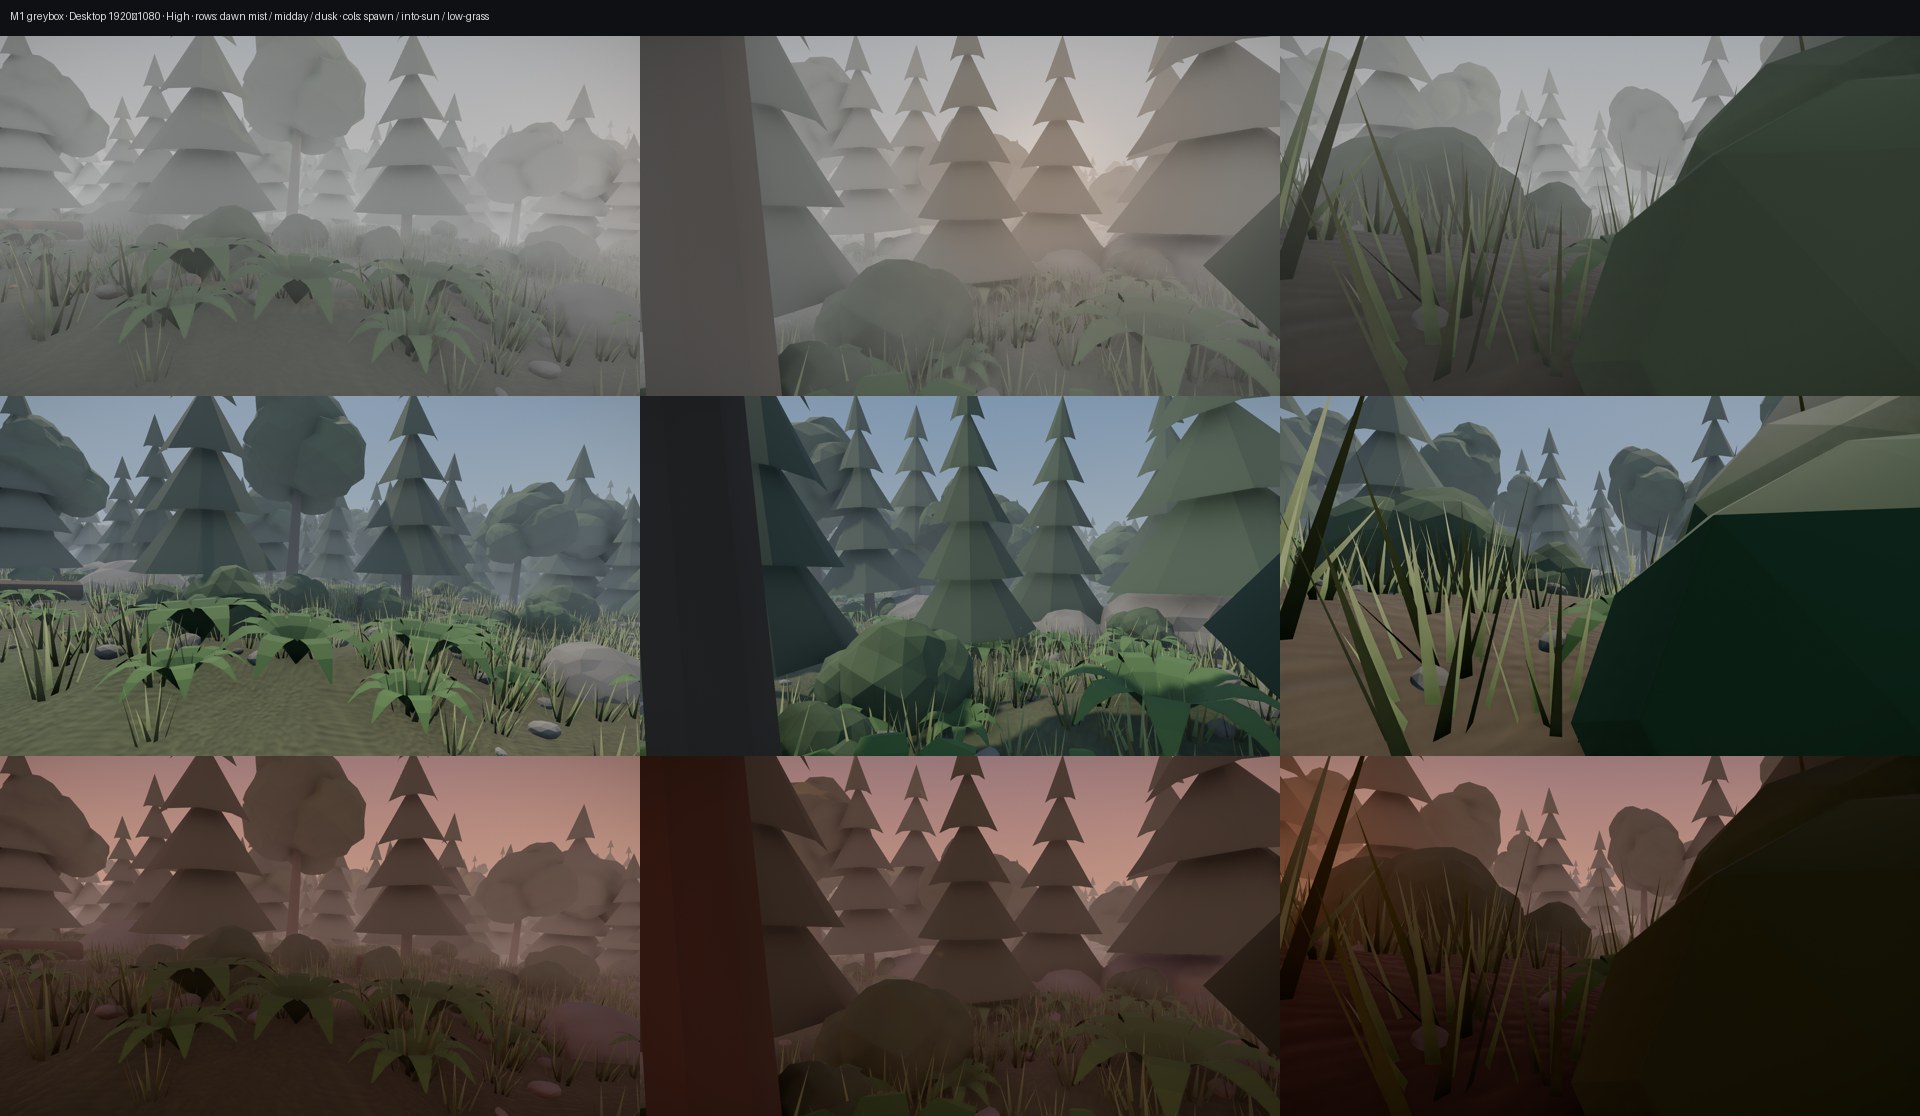 M1 greybox · Desktop 1920□1080 · High · rows: dawn mist / midday / dusk · cols: spawn / into-sun / low-grass